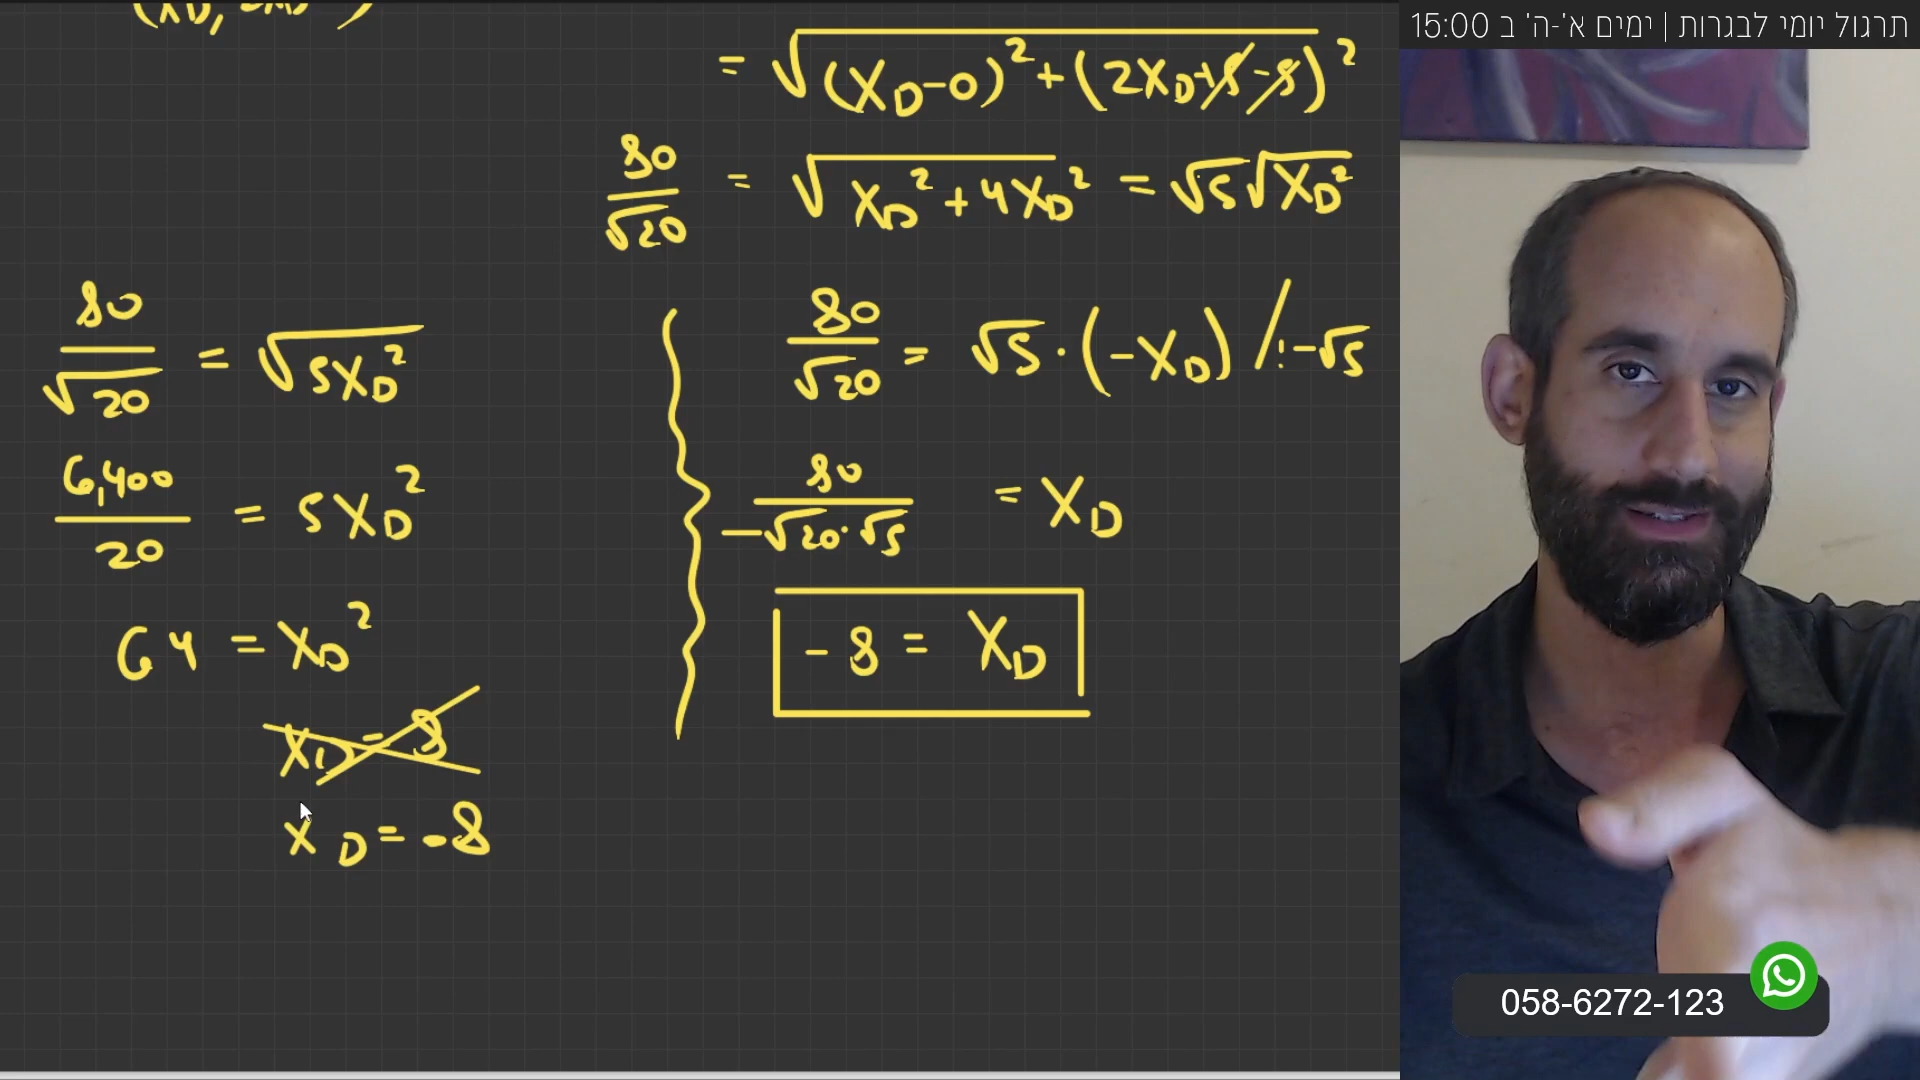 תרגול יומי לבגרות | ימים א'-ה' ב 15:00
= √(X_D-0)² + (2X_D+8-8)²
80/√20 = √X_D² + 4X_D² = √5√X_D²
80/√20 = √5X_D²
6,400/20 = 5X_D²
64 = X_D²
X_D = 8
X_D = -8
80/√20 = √5·(-X_D) /:-√5
80/-√20·√5 = X_D
-8 = X_D
058-6272-123